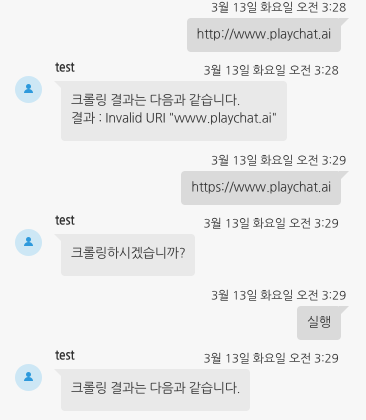 3월 13일 화요일 오전 3:28
http://www.playchat.ai
test
3월 13일 화요일 오전 3:28
크롤링 결과는 다음과 같습니다.
결과 : Invalid URI "www.playchat.ai"
3월 13일 화요일 오전 3:29
https://www.playchat.ai
test
3월 13일 화요일 오전 3:29
크롤링하시겠습니까?
3월 13일 화요일 오전 3:29
실행
test
3월 13일 화요일 오전 3:29
크롤링 결과는 다음과 같습니다.